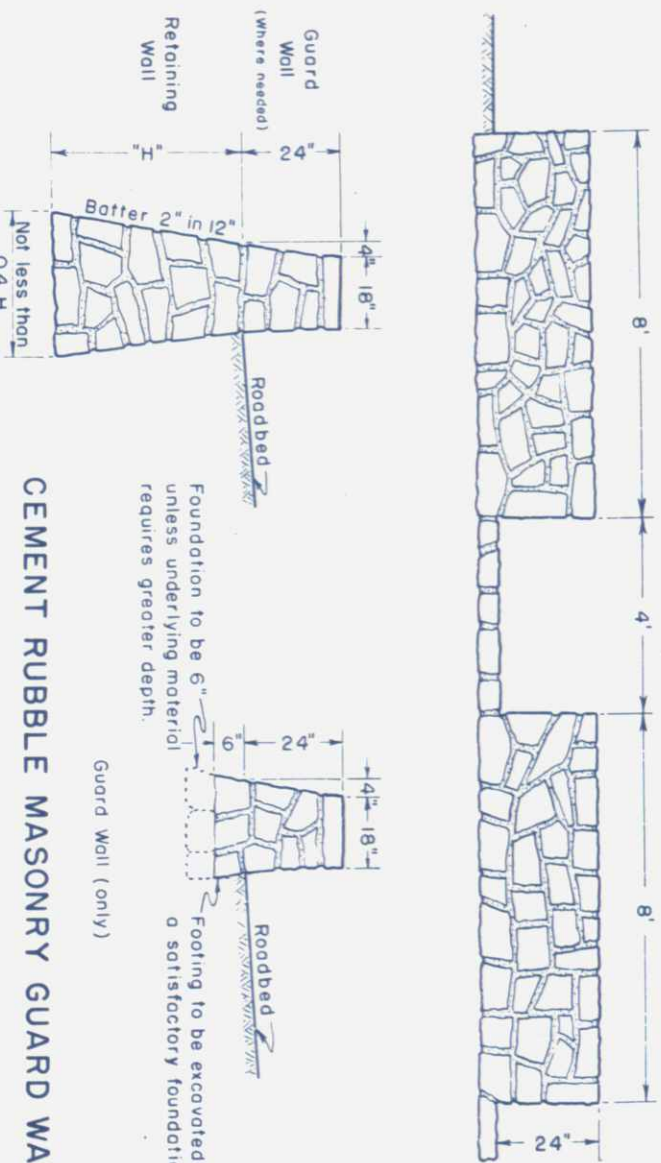 8'
4'
8'
24"
Guard
Wall
(Where needed)
Retaining
Wall
24"
"H"
4"
18"
Batter 2" in 12"
Roadbed
Not less than
0.4 H
Foundation to be 6"
unless underlying material
requires greater depth.
24"
6"
4"
18"
Roadbed
Footing to be excavated
a satisfactory
Guard Wall (only)
CEMENT RUBBLE MASONRY GUARD